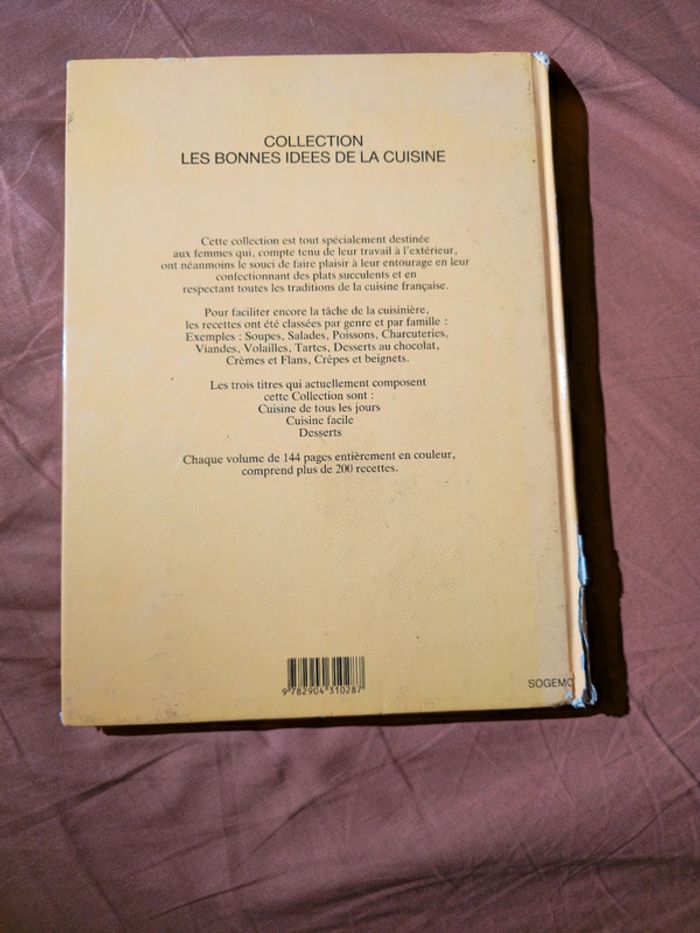 COLLECTION
LES BONNES IDEES DE LA CUISINE
Cette collection est tout spécialement destinée
aux femmes qui, compte tenu de leur travail à l'extérieur,
ont néanmoins le souci de faire plaisir à leur entourage en leur
confectionnant des plats succulents et en
respectant toutes les traditions de la cuisine française.
Pour faciliter encore la tâche de la cuisinière,
les recettes ont été classées par genre et par famille :
Exemples : Soupes, Salades, Poissons, Charcuteries,
Viandes, Volailles, Tartes, Desserts au chocolat,
Crèmes et Flans, Crêpes et beignets.
Les trois titres qui actuellement composent
cette Collection sont :
Cuisine de tous les jours
Cuisine facile
Desserts
Chaque volume de 144 pages entièrement en couleur,
comprend plus de 200 recettes.
9 782904 310287
SOGEMO